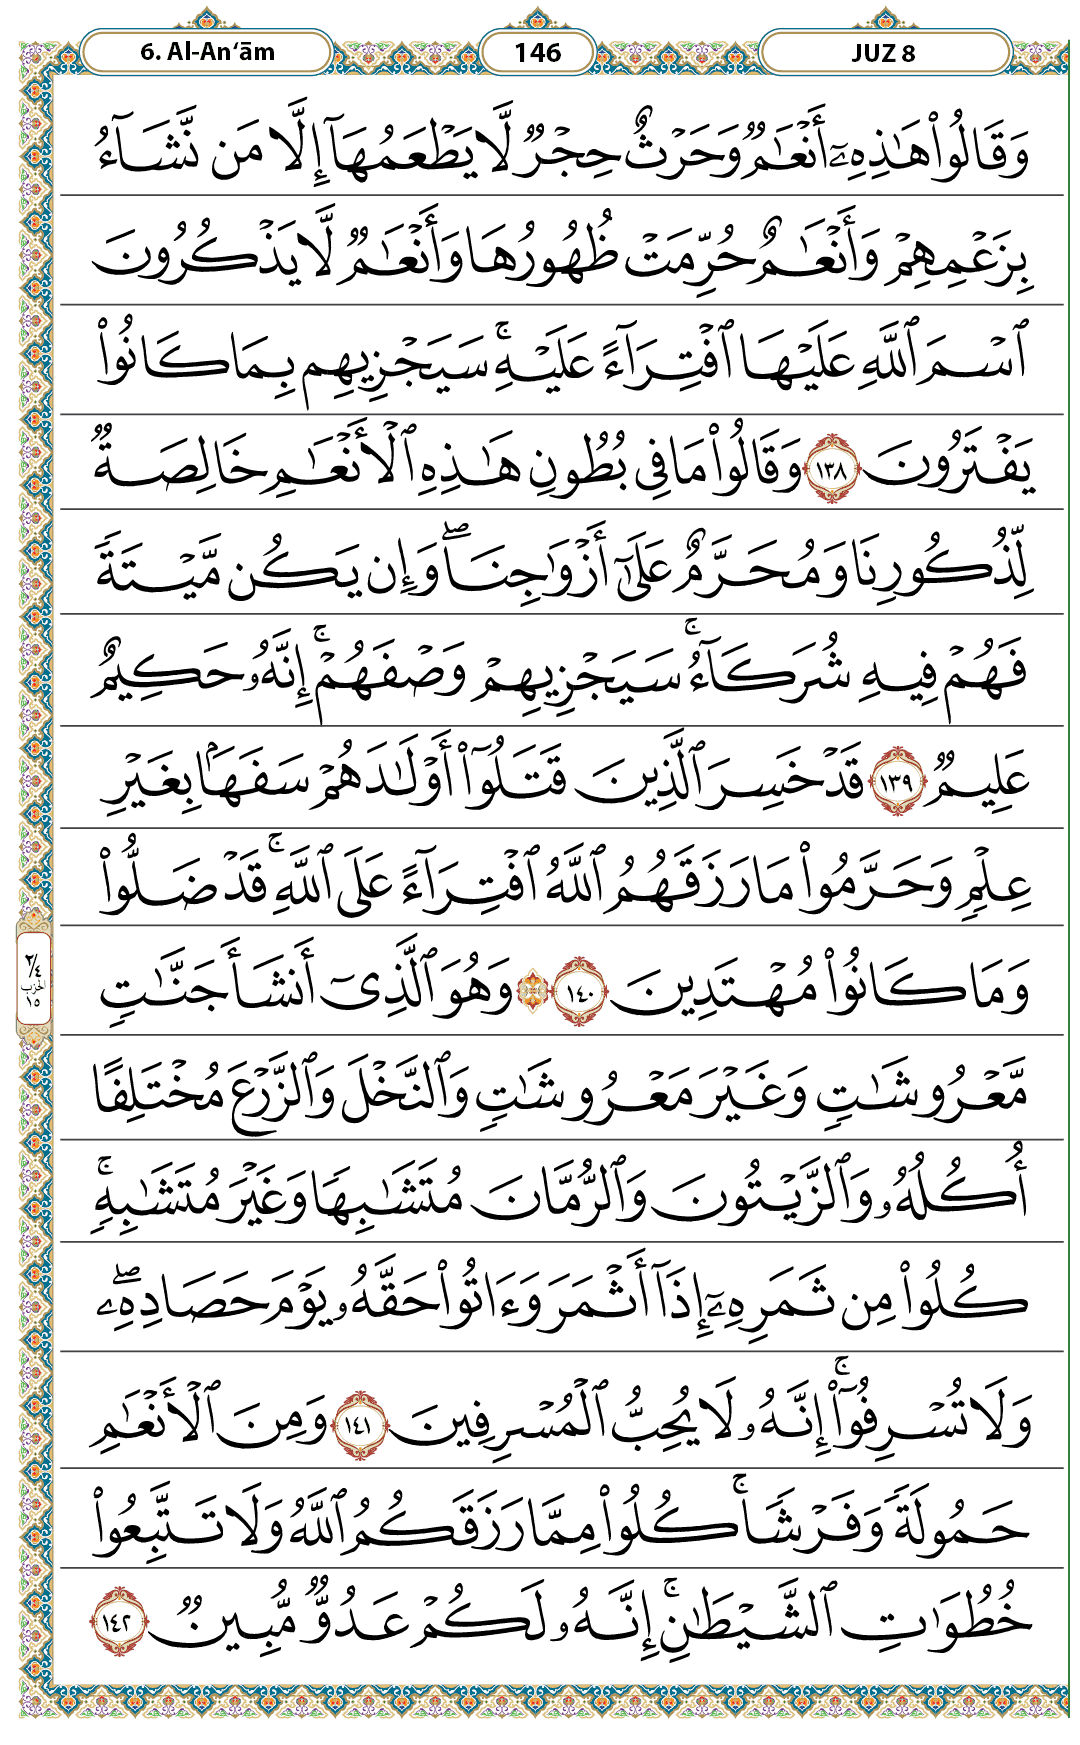 6. Al-An‘ām
146
JUZ 8
وَقَالُوا۟ هَـٰذِهِۦٓ أَنْعَـٰمٌ وَحَرْثٌ حِجْرٌ لَّا يَطْعَمُهَآ إِلَّا مَن نَّشَآءُ
بِزَعْمِهِمْ وَأَنْعَـٰمٌ حُرِّمَتْ ظُهُورُهَا وَأَنْعَـٰمٌ لَّا يَذْكُرُونَ
ٱسْمَ ٱللَّهِ عَلَيْهَا ٱفْتِرَآءً عَلَيْهِ ۚ سَيَجْزِيهِم بِمَا كَانُوا۟
يَفْتَرُونَ ١٣٨ وَقَالُوا۟ مَا فِى بُطُونِ هَـٰذِهِ ٱلْأَنْعَـٰمِ خَالِصَةٌ
لِّذُكُورِنَا وَمُحَرَّمٌ عَلَىٰٓ أَزْوَٰجِنَا ۖ وَإِن يَكُن مَّيْتَةً
فَهُمْ فِيهِ شُرَكَآءُ ۚ سَيَجْزِيهِمْ وَصْفَهُمْ ۚ إِنَّهُۥ حَكِيمٌ
عَلِيمٌ ١٣٩ قَدْ خَسِرَ ٱلَّذِينَ قَتَلُوٓا۟ أَوْلَـٰدَهُمْ سَفَهًۢا بِغَيْرِ
عِلْمٍ وَحَرَّمُوا۟ مَا رَزَقَهُمُ ٱللَّهُ ٱفْتِرَآءً عَلَى ٱللَّهِ ۚ قَدْ ضَلُّوا۟
وَمَا كَانُوا۟ مُهْتَدِينَ ١٤٠ ۞ وَهُوَ ٱلَّذِىٓ أَنشَأَ جَنَّـٰتٍ
مَّعْرُوشَـٰتٍ وَغَيْرَ مَعْرُوشَـٰتٍ وَٱلنَّخْلَ وَٱلزَّرْعَ مُخْتَلِفًا
أُكُلُهُۥ وَٱلزَّيْتُونَ وَٱلرُّمَّانَ مُتَشَـٰبِهًا وَغَيْرَ مُتَشَـٰبِهٍ ۚ
كُلُوا۟ مِن ثَمَرِهِۦٓ إِذَآ أَثْمَرَ وَءَاتُوا۟ حَقَّهُۥ يَوْمَ حَصَادِهِۦ ۖ
وَلَا تُسْرِفُوٓا۟ ۚ إِنَّهُۥ لَا يُحِبُّ ٱلْمُسْرِفِينَ ١٤١ وَمِنَ ٱلْأَنْعَـٰمِ
حَمُولَةً وَفَرْشًا ۚ كُلُوا۟ مِمَّا رَزَقَكُمُ ٱللَّهُ وَلَا تَتَّبِعُوا۟
خُطُوَٰتِ ٱلشَّيْطَـٰنِ ۚ إِنَّهُۥ لَكُمْ عَدُوٌّ مُّبِينٌ ١٤٢
٢/٤
الحزب
١٥